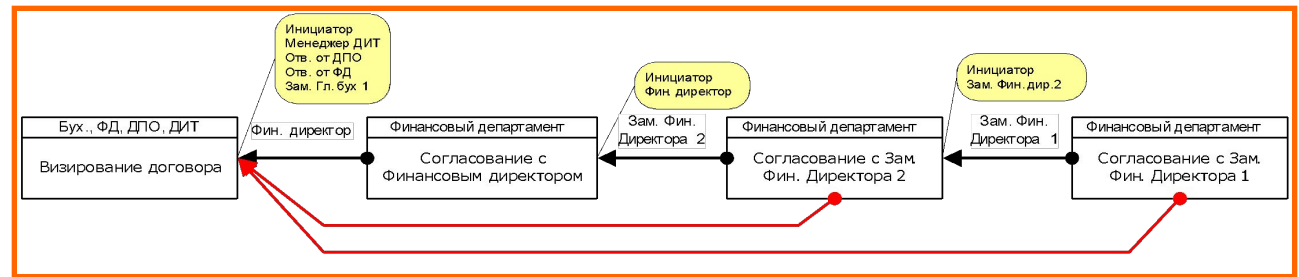 Инициатор
Менеджер ДИТ
Отв. от ДПО
Отв. от ФД
Зам. Гл. бух 1
Инициатор
Фин. директор
Инициатор
Зам. Фин. дир.2
Бух., ФД, ДПО, ДИТ
Визирование договора
Фин. директор
Финансовый департамент
Согласование с
Финансовым директором
Зам. Фин.
Директора 2
Финансовый департамент
Согласование с Зам.
Фин. Директора 2
Зам. Фин.
Директора 1
Финансовый департамент
Согласование с Зам.
Фин. Директора 1